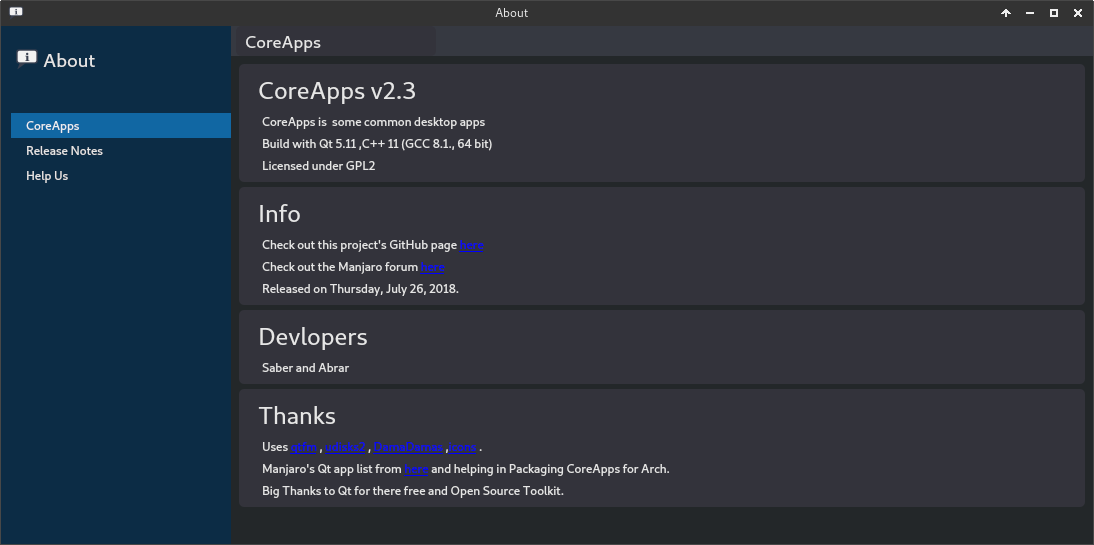 About
About
CoreApps
Release Notes
Help Us
CoreApps
CoreApps v2.3
CoreApps is  some common desktop apps
Build with Qt 5.11 ,C++ 11 (GCC 8.1., 64 bit)
Licensed under GPL2
Info
Check out this project's GitHub page here
Check out the Manjaro forum here
Released on Thursday, July 26, 2018.
Devlopers
Saber and Abrar
Thanks
Uses qtfm , udisks2 , DamaDamas ,icons .
Manjaro's Qt app list from here and helping in Packaging CoreApps for Arch.
Big Thanks to Qt for there free and Open Source Toolkit.